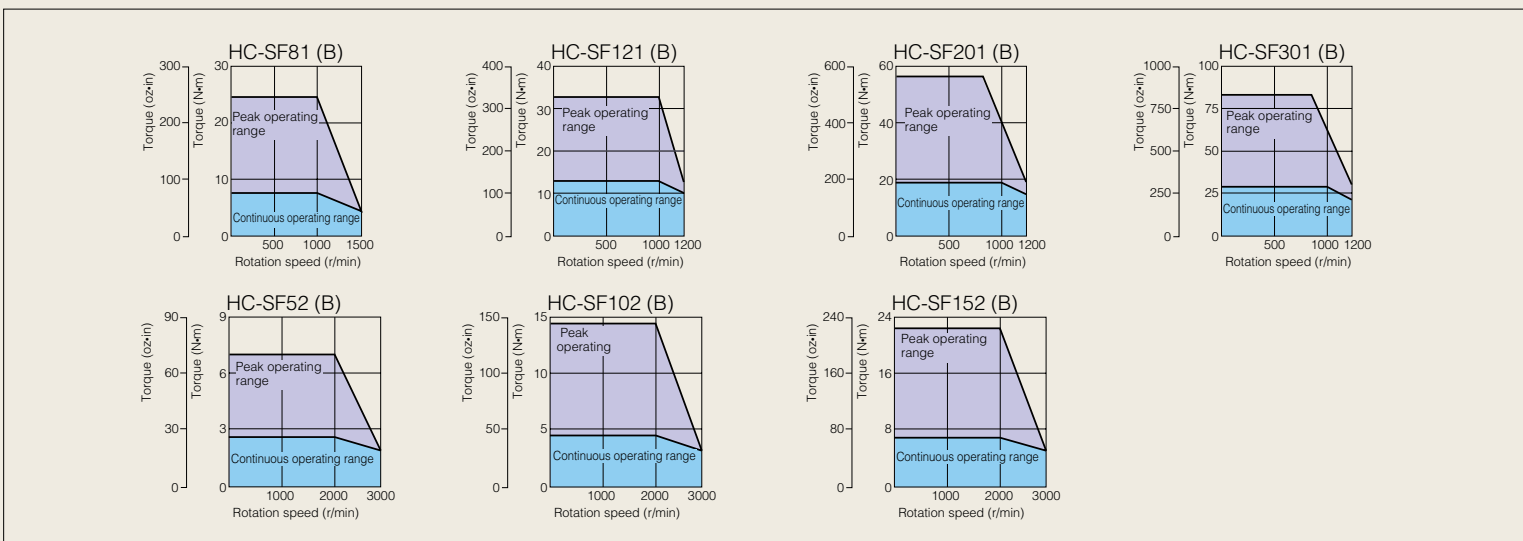 HC-SF81 (B)
Torque (oz•in)
300
200
100
0
Torque (N•m)
30
20
10
0
Peak operating
range
Continuous operating range
500 1000 1500
Rotation speed (r/min)
HC-SF121 (B)
Torque (oz•in)
400
300
200
100
0
Torque (N•m)
40
30
20
10
0
Peak operating
range
Continuous operating range
500 1000 1200
Rotation speed (r/min)
HC-SF201 (B)
Torque (oz•in)
600
400
200
0
Torque (N•m)
60
40
20
0
Peak operating
range
Continuous operating range
500 1000 1200
Rotation speed (r/min)
HC-SF301 (B)
Torque (oz•in)
1000
750
500
250
0
Torque (N•m)
100
75
50
25
0
Peak operating
range
Continuous operating range
500 1000 1200
Rotation speed (r/min)
HC-SF52 (B)
Torque (oz•in)
90
60
30
0
Torque (N•m)
9
6
3
0
Peak operating
range
Continuous operating range
1000 2000 3000
Rotation speed (r/min)
HC-SF102 (B)
Torque (oz•in)
150
100
50
0
Torque (N•m)
15
10
5
0
Peak
operating
Continuous operating range
1000 2000 3000
Rotation speed (r/min)
HC-SF152 (B)
Torque (oz•in)
240
160
80
0
Torque (N•m)
24
16
8
0
Peak operating
range
Continuous operating range
1000 2000 3000
Rotation speed (r/min)